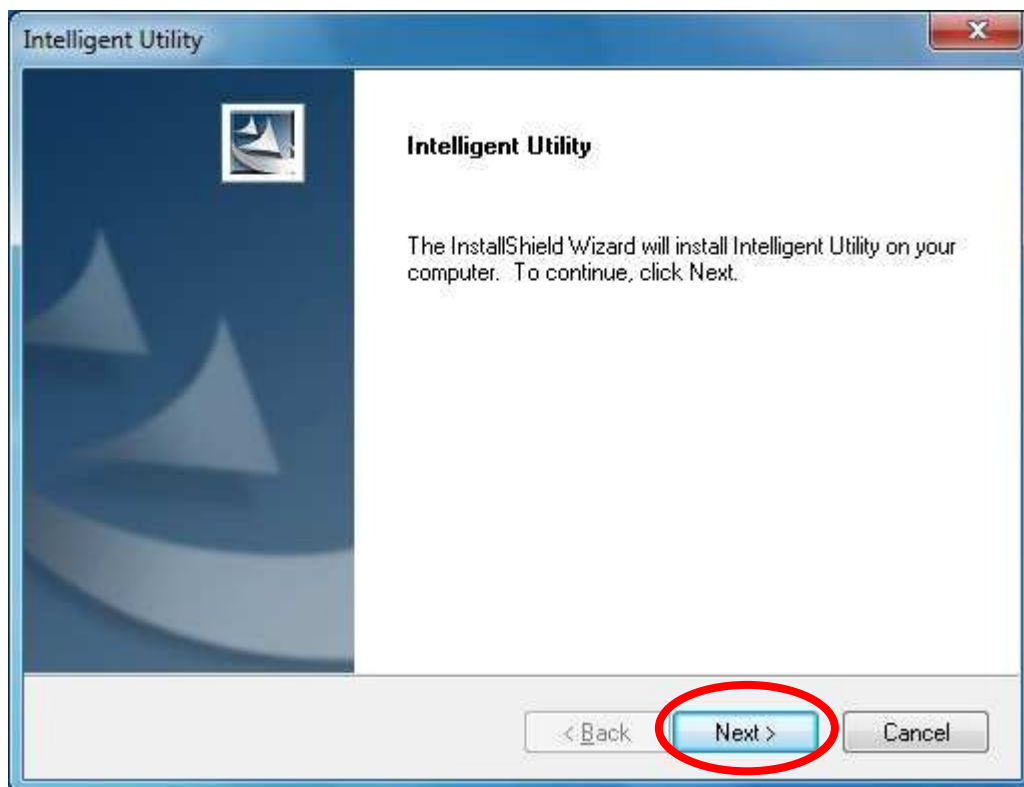 Intelligent Utility
Intelligent Utility
The InstallShield Wizard will install Intelligent Utility on your
computer. To continue, click Next.
< Back Next > Cancel